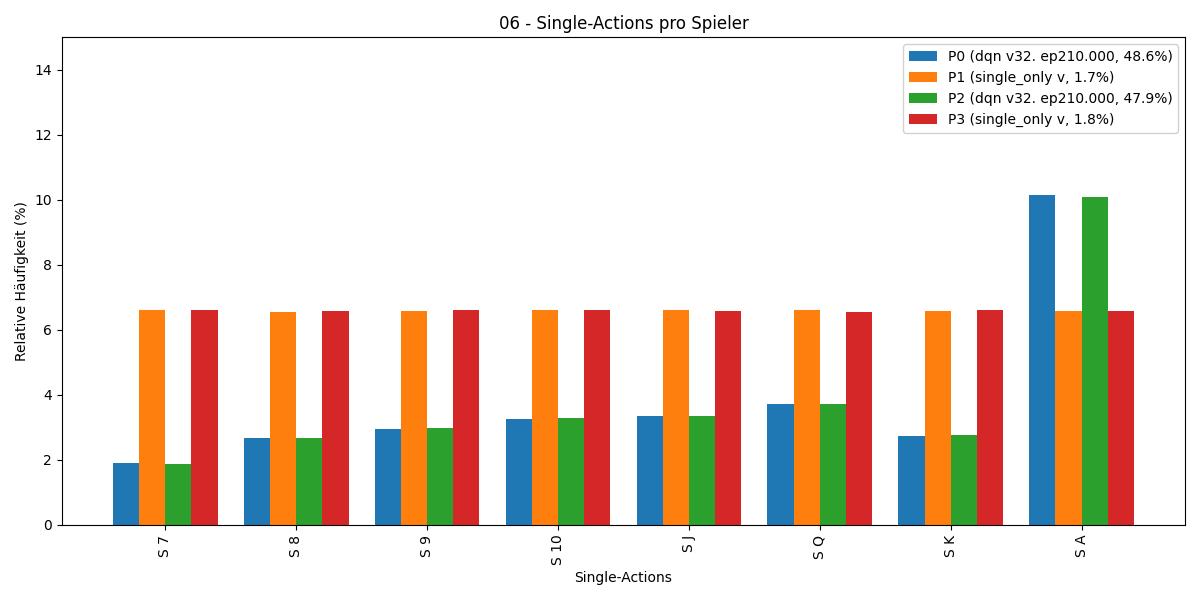 06 - Single-Actions pro Spieler
P0 (dqn v32. ep210.000, 48.6%)
P1 (single_only v, 1.7%)
P2 (dqn v32. ep210.000, 47.9%)
P3 (single_only v, 1.8%)
Relative Häufigkeit (%)
14
12
10
8
6
4
2
0
S 7
S 8
S 9
S 10
S J
S Q
S K
S A
Single-Actions